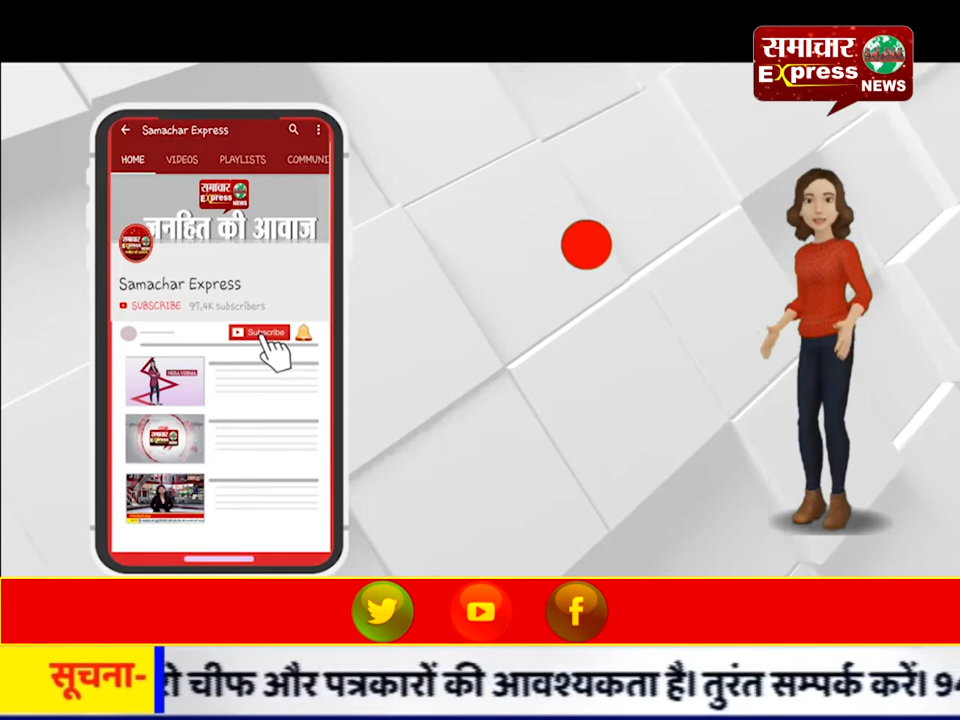 समाचार
Express
NEWS
Samachar Express
HOME VIDEOS PLAYLISTS COMMUNI
समाचार
Express
NEWS
जनहित की आवाज
Samachar Express
SUBSCRIBE 97.4K subscribers
Subscribe
सूचना- चीफ और पत्रकारों की आवश्यकता है। तुरंत सम्पर्क करें। 94